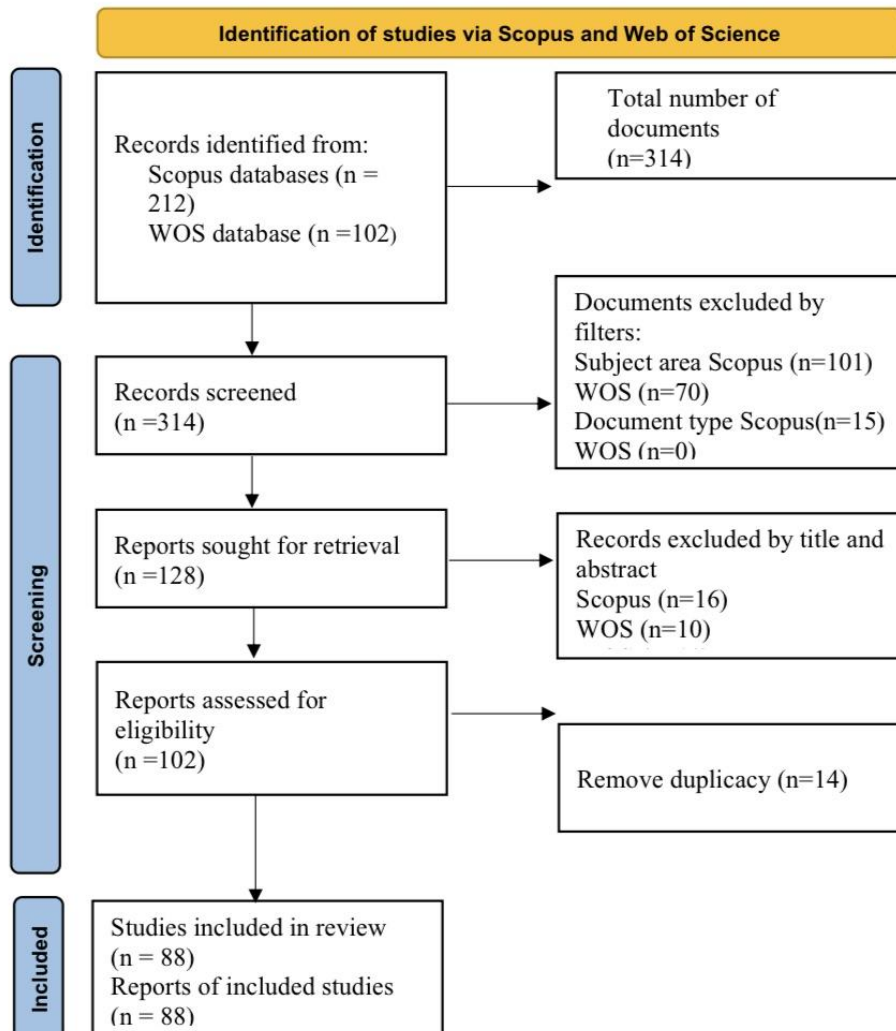 Identification of studies via Scopus and Web of Science
Identification
Records identified from:
Scopus databases (n =
212)
WOS database (n =102)
Total number of
documents
(n=314)
Screening
Records screened
(n =314)
Documents excluded by
filters:
Subject area Scopus (n=101)
WOS (n=70)
Document type Scopus(n=15)
WOS (n=0)
Reports sought for retrieval
(n =128)
Records excluded by title and
abstract
Scopus (n=16)
WOS (n=10)
Reports assessed for
eligibility
(n =102)
Remove duplicacy (n=14)
Included
Studies included in review
(n = 88)
Reports of included studies
(n = 88)